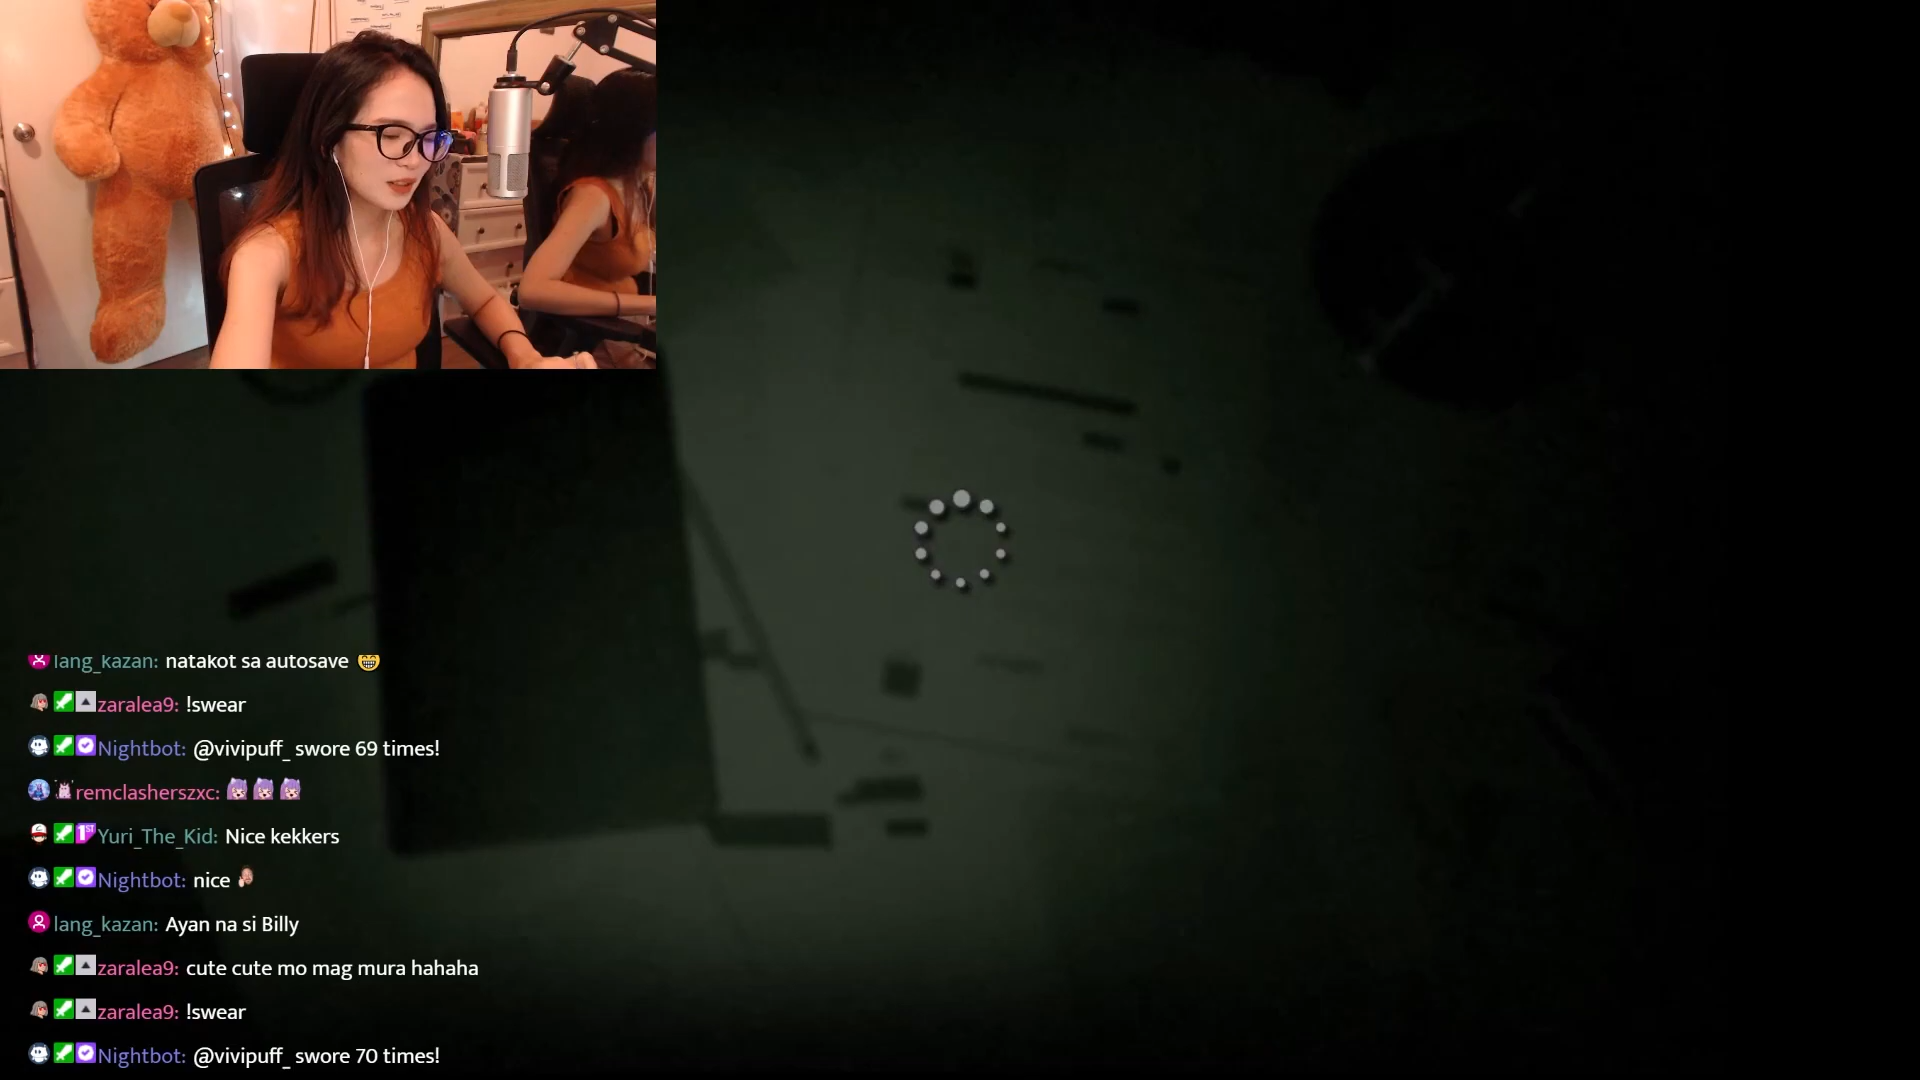 lang_kazan: natakot sa autosave 😁
zaralea9: !swear
Nightbot: @vivipuff_ swore 69 times!
remclasherszxc:
1ST Yuri_The_Kid: Nice kekkers
Nightbot: nice
lang_kazan: Ayan na si Billy
zaralea9: cute cute mo mag mura hahaha
zaralea9: !swear
Nightbot: @vivipuff_ swore 70 times!